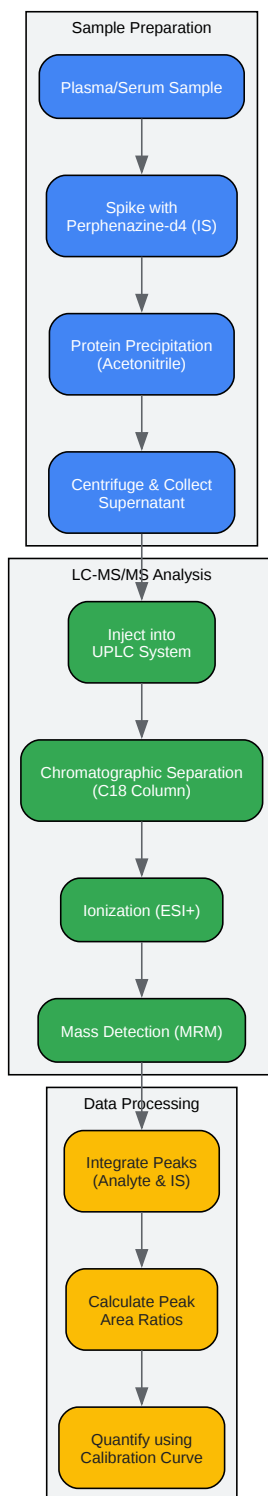 Sample Preparation
Plasma/Serum Sample
Spike with
Perphenazine-d4 (IS)
Protein Precipitation
(Acetonitrile)
Centrifuge & Collect
Supernatant
LC-MS/MS Analysis
Inject into
UPLC System
Chromatographic Separation
(C18 Column)
Ionization (ESI+)
Mass Detection (MRM)
Data Processing
Integrate Peaks
(Analyte & IS)
Calculate Peak
Area Ratios
Quantify using
Calibration Curve